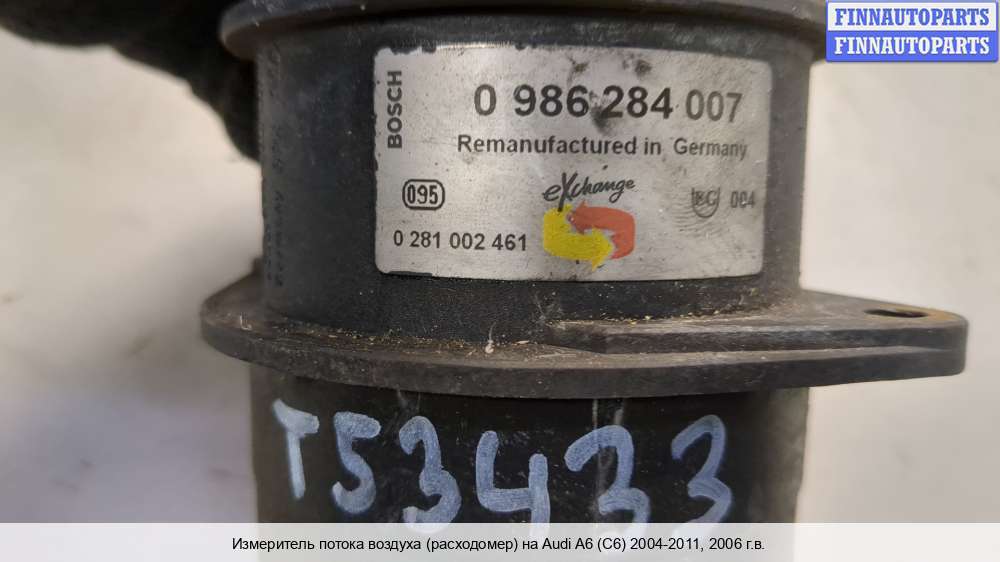 FINNAUTOPARTS
FINNAUTOPARTS
BOSCH
0 986 284 007
Remanufactured in Germany
095
eXchange
004
0 281 002 461
T53433
Измеритель потока воздуха (расходомер) на Audi A6 (C6) 2004-2011, 2006 г.в.